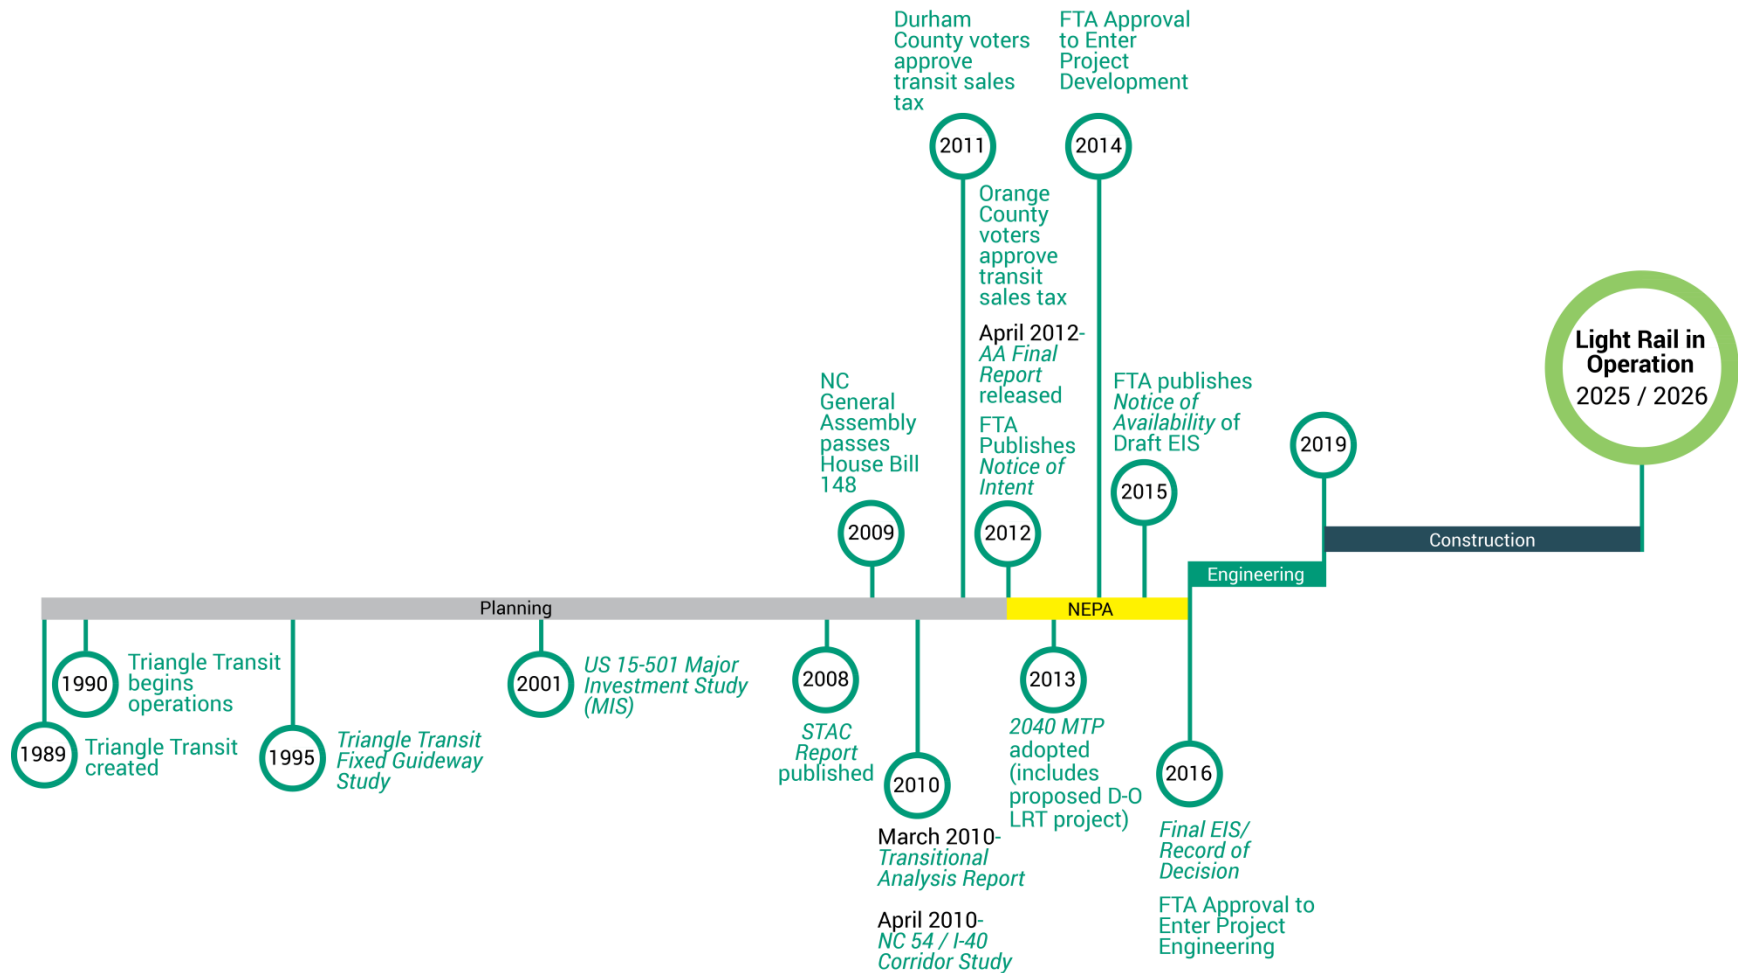 Durham
County voters
approve
transit sales
tax
2011
FTA Approval
to Enter
Project
Development
2014
Orange
County
voters
approve
transit
sales tax
April 2012-
AA Final
Report
released
FTA
Publishes
Notice of
Intent
2012
NC
General
Assembly
passes
House Bill
148
2009
FTA publishes
Notice of
Availability of
Draft EIS
2015
2019
Light Rail in
Operation
2025 / 2026
Construction
Engineering
Planning
NEPA
1989
Triangle Transit
created
1990
Triangle Transit
begins
operations
1995
Triangle Transit
Fixed Guideway
Study
2001
US 15-501 Major
Investment Study
(MIS)
2008
STAC
Report
published
2010
March 2010-
Transitional
Analysis Report
April 2010-
NC 54 / I-40
Corridor Study
2013
2040 MTP
adopted
(includes
proposed D-O
LRT project)
2016
Final EIS/
Record of
Decision
FTA Approval to
Enter Project
Engineering